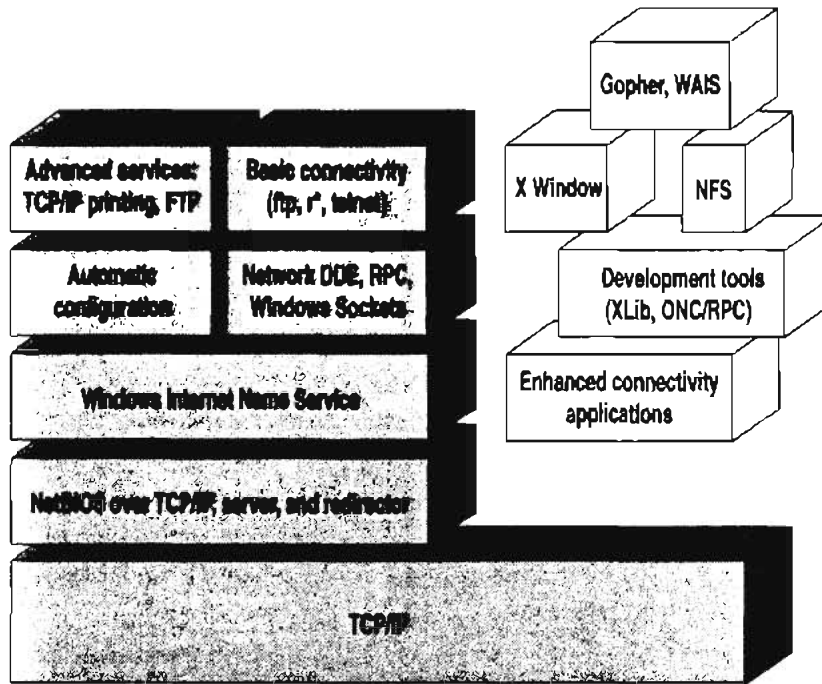 Gopher, WAIS
Advanced services:
TCP/IP printing, FTP
Basic connectivity
(ftp, r*, telnet)
X Window
NFS
Automatic
configuration
Network DDE, RPC,
Windows Sockets
Development tools
(XLib, ONC/RPC)
Windows Internet Name Service
Enhanced connectivity
applications
NetBIOS over TCP/IP, server, and redirector
TCP/IP